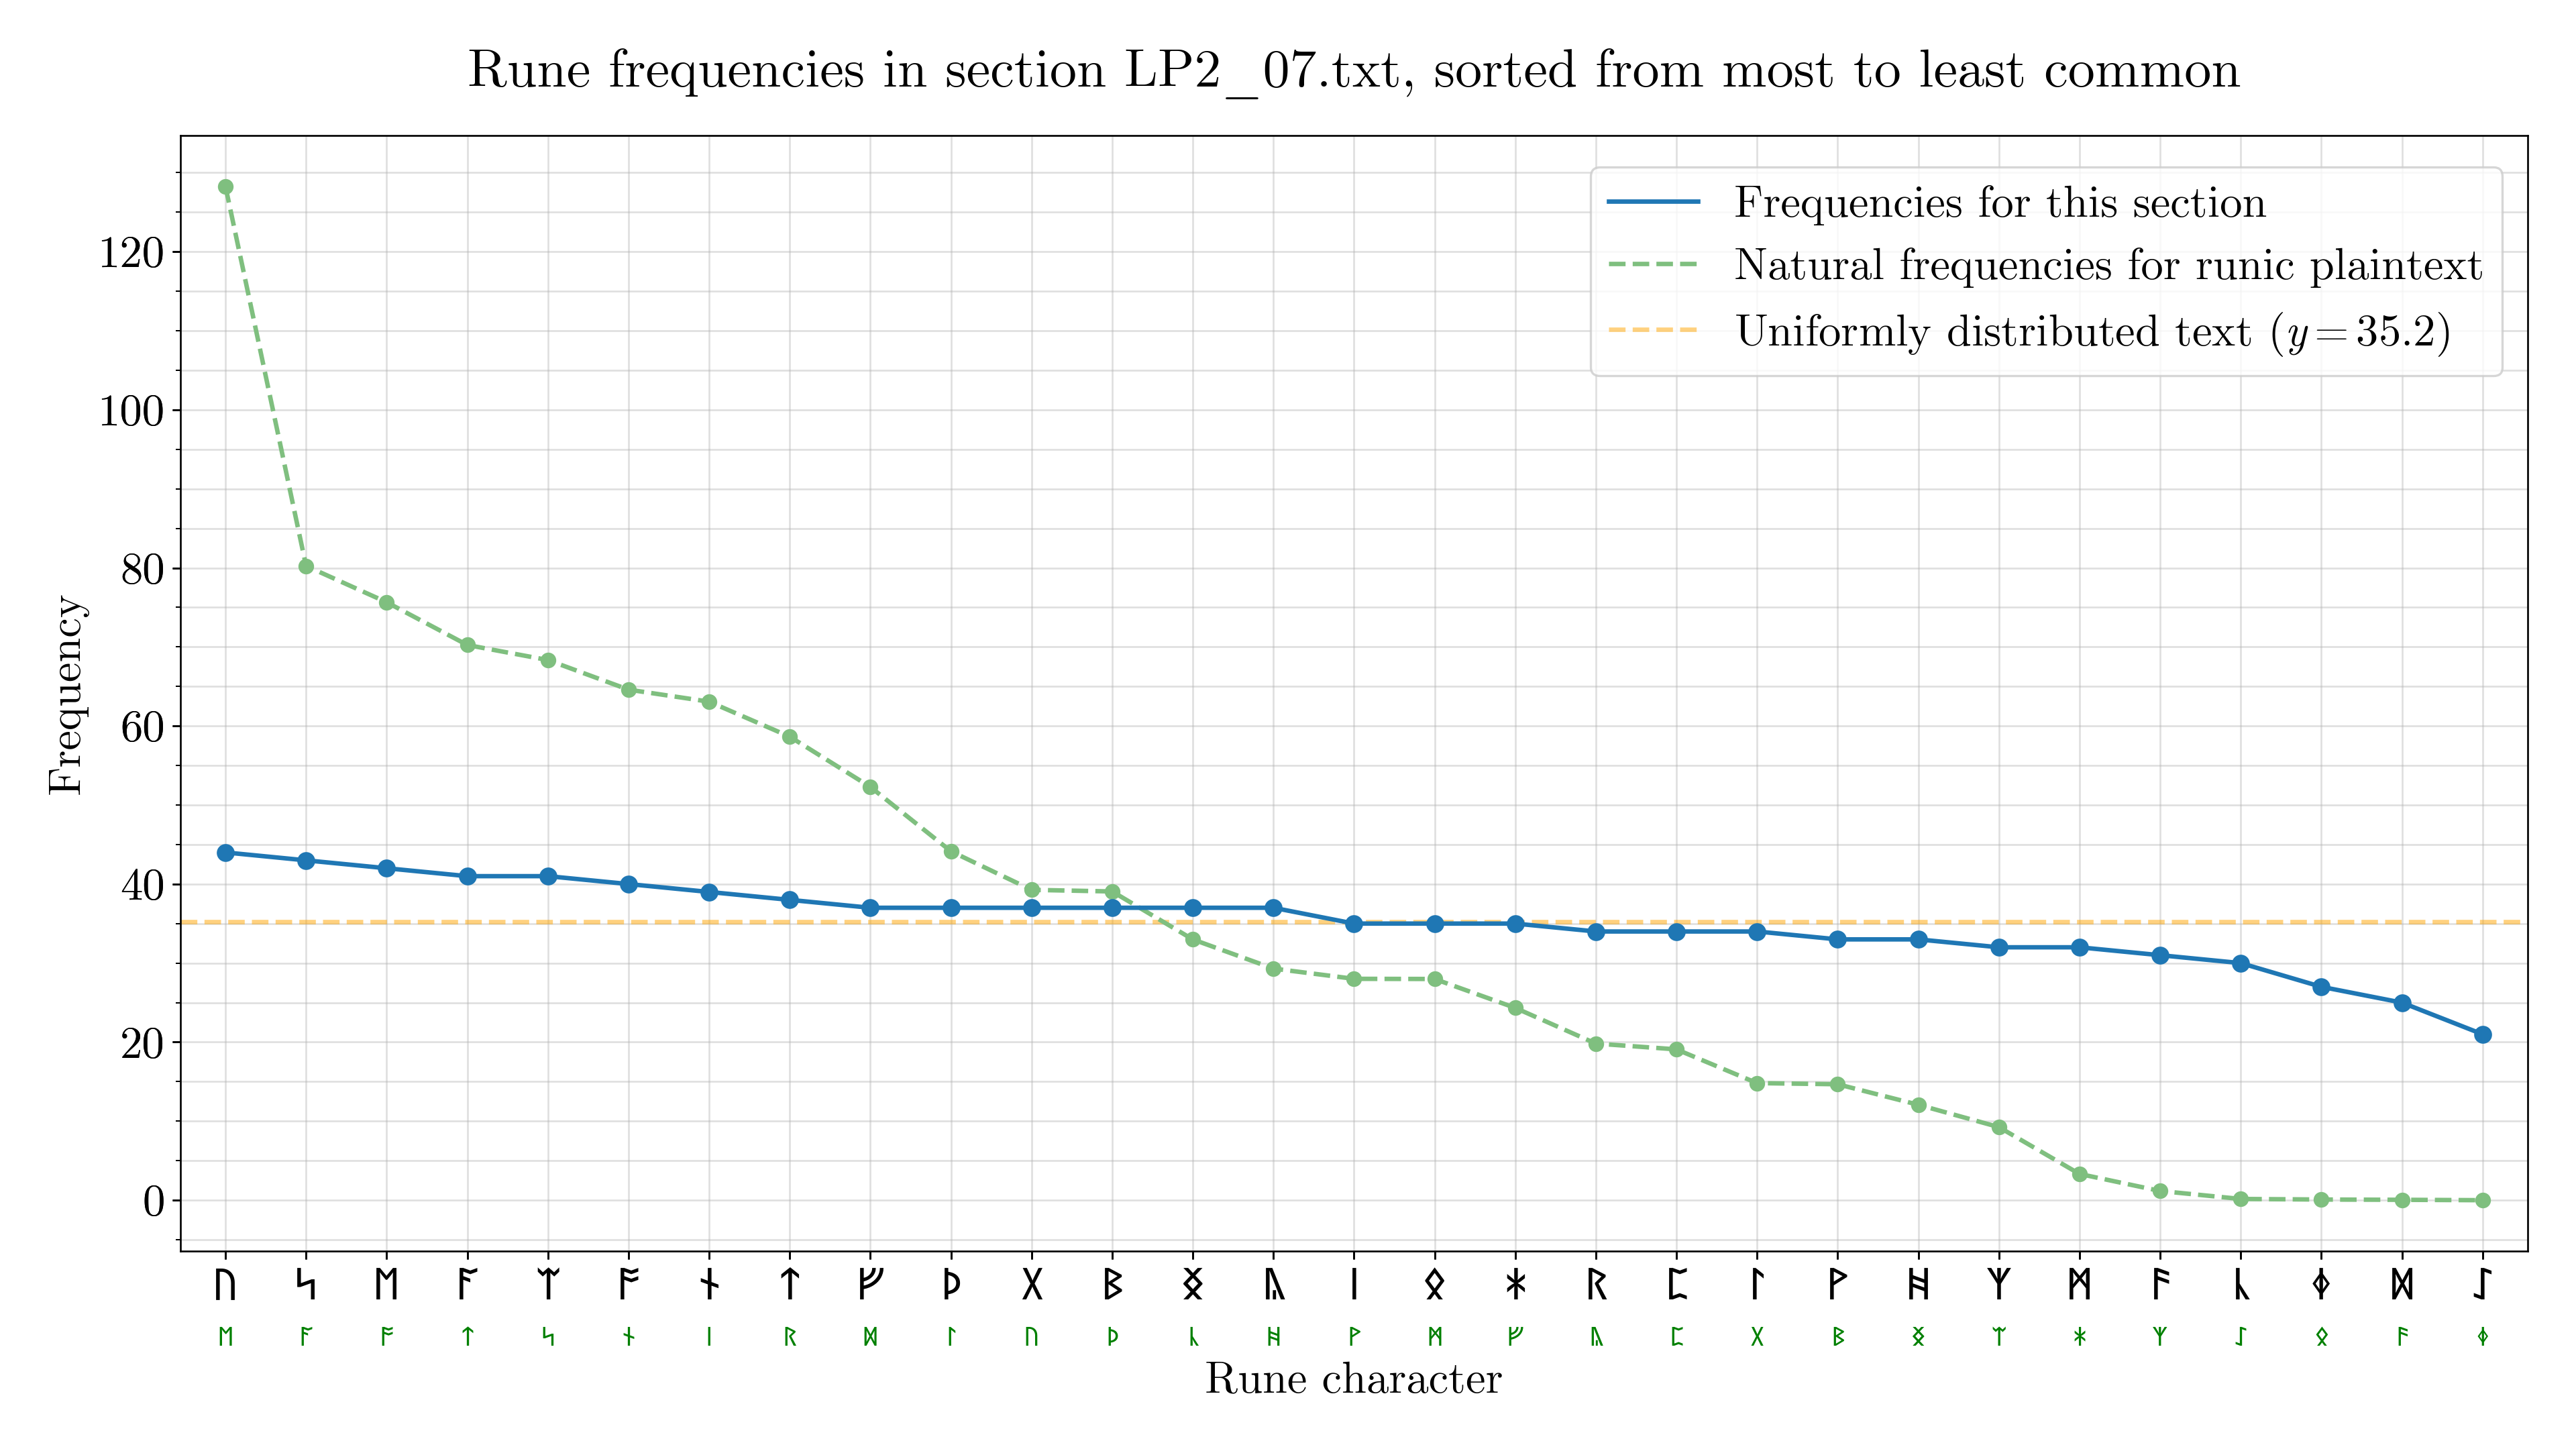 Rune frequencies in section LP2_07.txt, sorted from most to least common
Frequencies for this section
Natural frequencies for runic plaintext
Uniformly distributed text (y = 35.2)
Frequency
120
100
80
60
40
20
0
ᚢ ᛋ ᛖ ᚪ ᛠ ᚩ ᚾ ᛏ ᚠ ᚦ ᚷ ᛒ ᛝ ᚣ ᛁ ᛟ ᛡ ᚱ ᛈ ᛚ ᚹ ᚻ ᛉ ᛗ ᚫ ᚳ ᛄ ᛞ ᛇ
ᛖ ᚪ ᚩ ᛏ ᛋ ᚾ ᛁ ᚱ ᛞ ᛚ ᚢ ᚦ ᚳ ᚻ ᚹ ᛗ ᚠ ᚣ ᛈ ᚷ ᛒ ᛝ ᛠ ᛡ ᛉ ᛇ ᛟ ᚫ ᛄ
Rune character